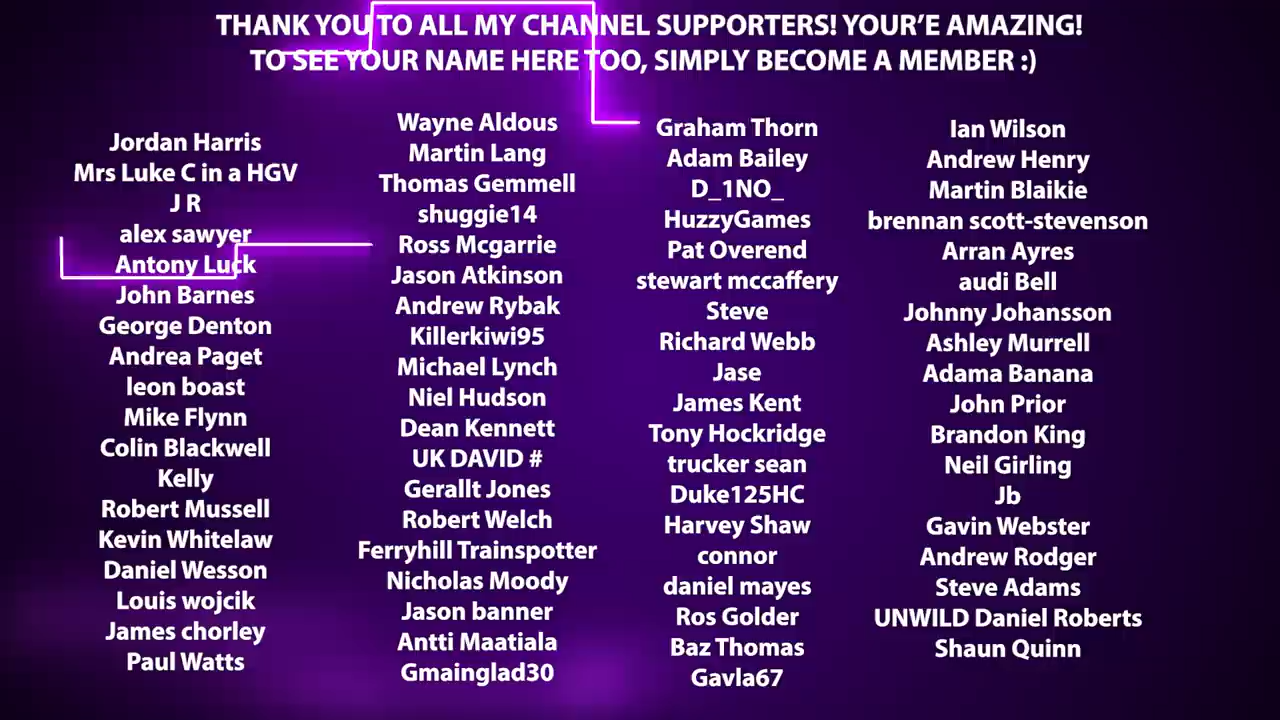 THANK YOU TO ALL MY CHANNEL SUPPORTERS! YOUR'E AMAZING!
TO SEE YOUR NAME HERE TOO, SIMPLY BECOME A MEMBER :)
Jordan Harris
Mrs Luke C in a HGV
J R
alex sawyer
Antony Luck
John Barnes
George Denton
Andrea Paget
leon boast
Mike Flynn
Colin Blackwell
Kelly
Robert Mussell
Kevin Whitelaw
Daniel Wesson
Louis wojcik
James chorley
Paul Watts
Wayne Aldous
Martin Lang
Thomas Gemmell
shuggie14
Ross Mcgarrie
Jason Atkinson
Andrew Rybak
Killerkiwi95
Michael Lynch
Niel Hudson
Dean Kennett
UK DAVID #
Gerallt Jones
Robert Welch
Ferryhill Trainspotter
Nicholas Moody
Jason banner
Antti Maatiala
Gmainglad30
Graham Thorn
Adam Bailey
D_1NO_
HuzzyGames
Pat Overend
stewart mccaffery
Steve
Richard Webb
Jase
James Kent
Tony Hockridge
trucker sean
Duke125HC
Harvey Shaw
connor
daniel mayes
Ros Golder
Baz Thomas
Gavla67
Ian Wilson
Andrew Henry
Martin Blaikie
brennan scott-stevenson
Arran Ayres
audi Bell
Johnny Johansson
Ashley Murrell
Adama Banana
John Prior
Brandon King
Neil Girling
Jb
Gavin Webster
Andrew Rodger
Steve Adams
UNWILD Daniel Roberts
Shaun Quinn